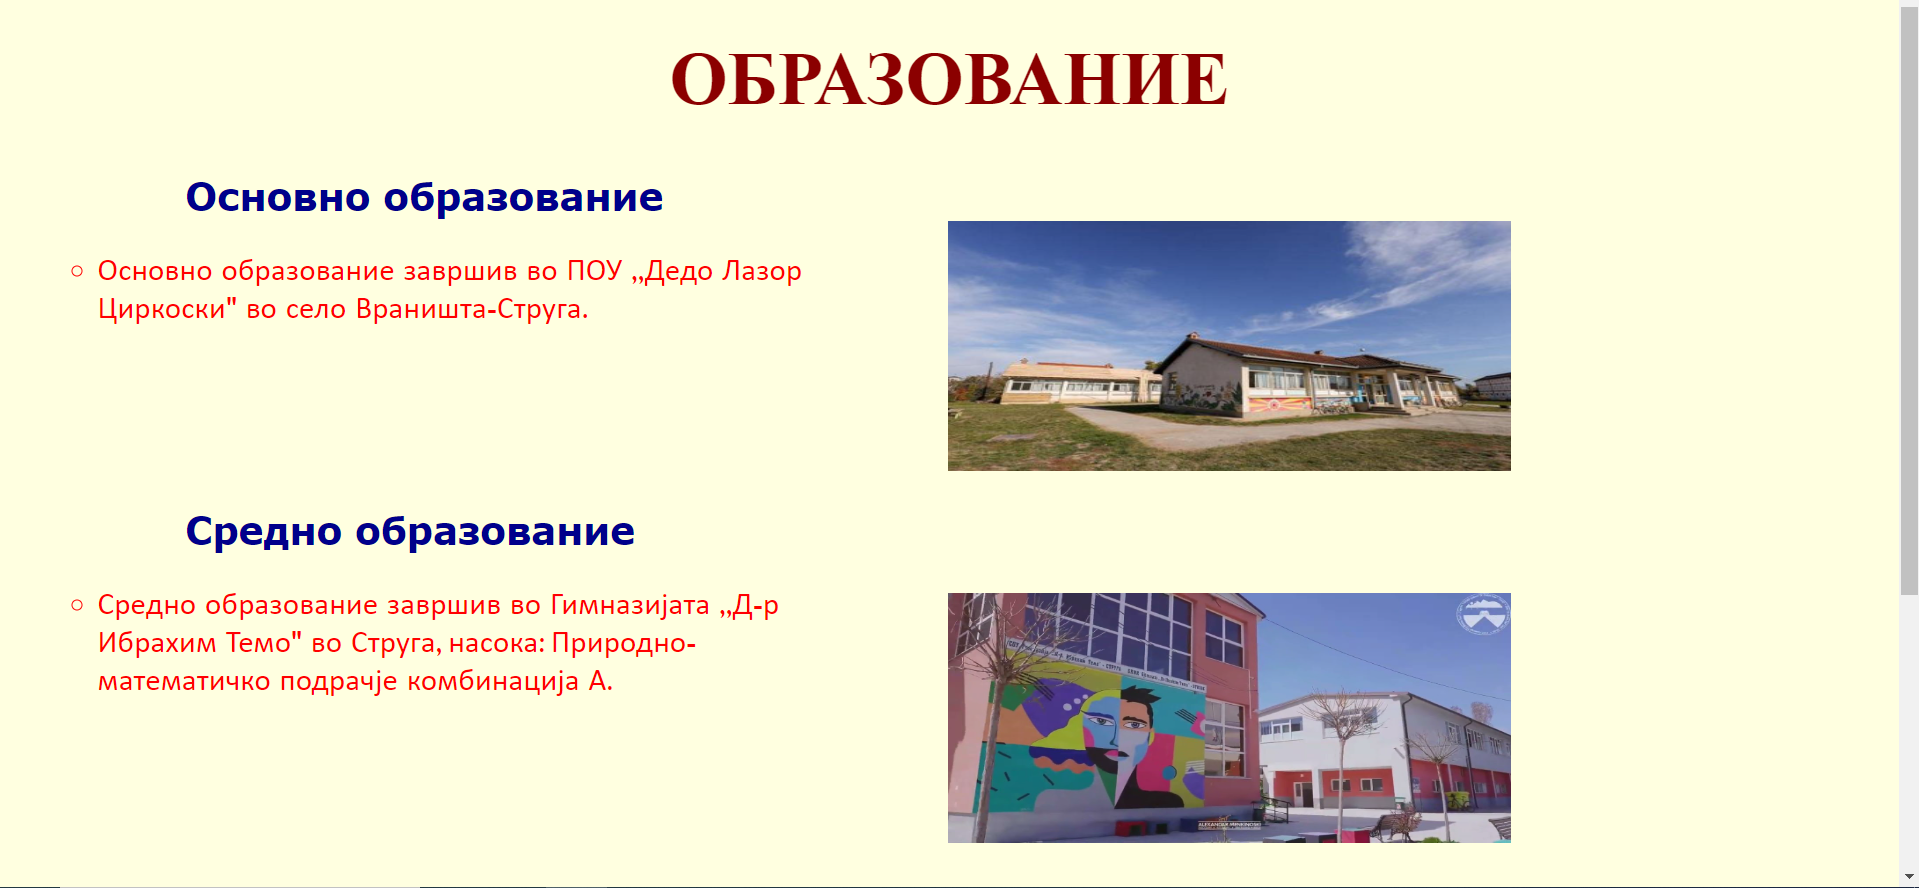 ОБРАЗОВАНИЕ
Основно образование
Основно образование завршив во ПОУ ,,Дедо Лазор
Циркоски" во село Враништа-Струга.
Средно образование
Средно образование завршив во Гимназијата ,,Д-р
Ибрахим Темо" во Струга, насока: Природно-
математичко подрачје комбинација А.